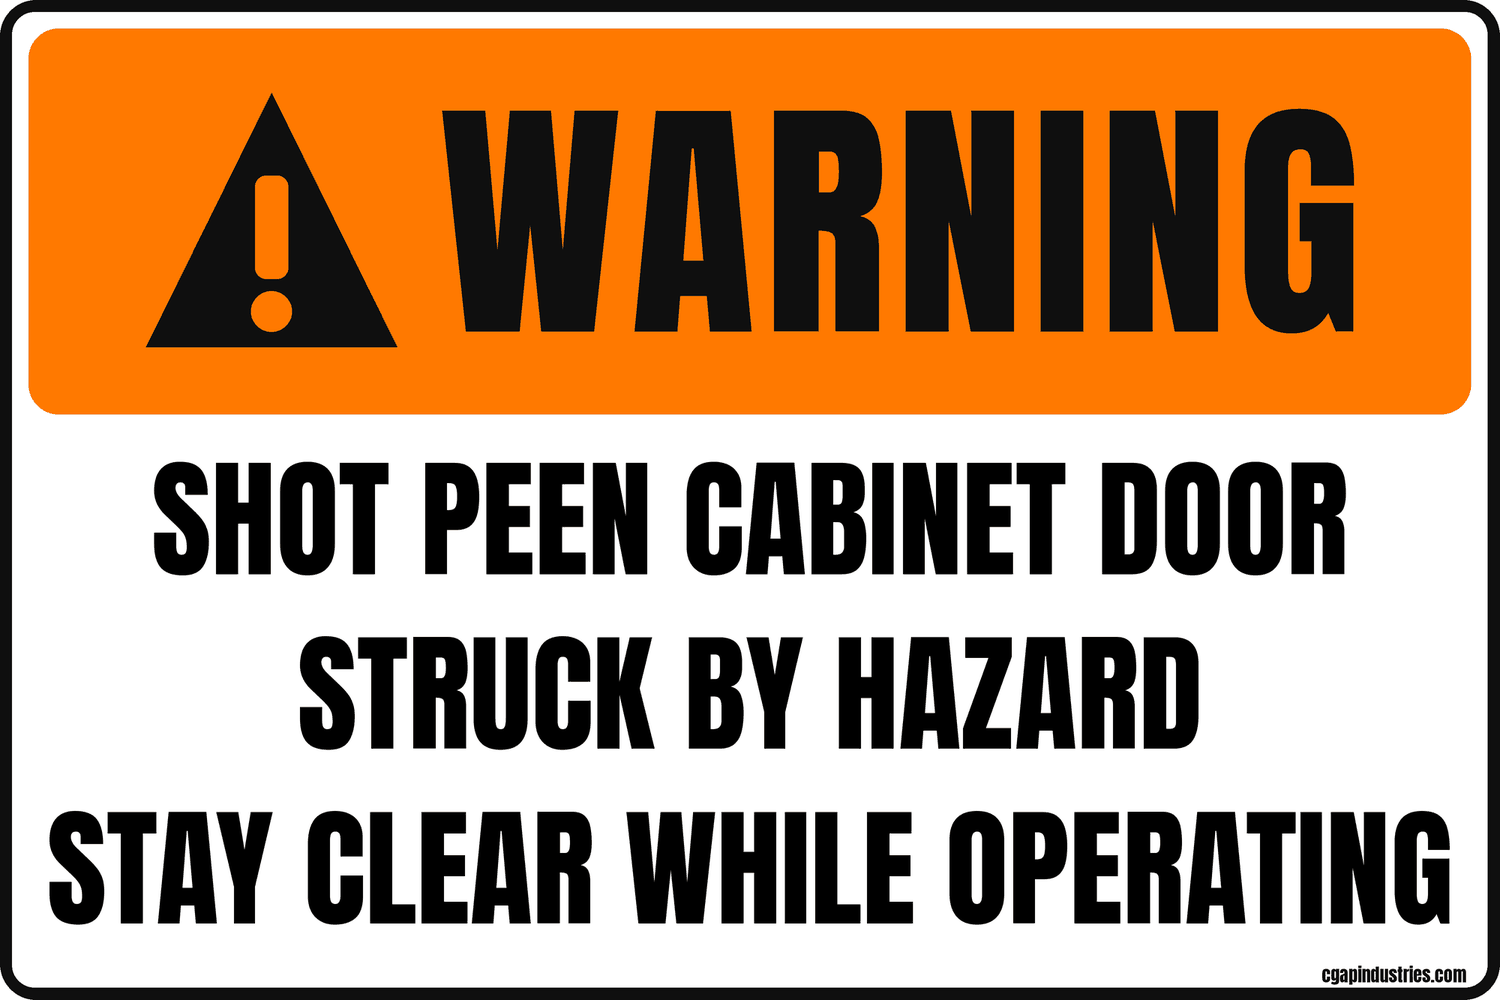 WARNING
SHOT PEEN CABINET DOOR
STRUCK BY HAZARD
STAY CLEAR WHILE OPERATING
cgapindustries.com